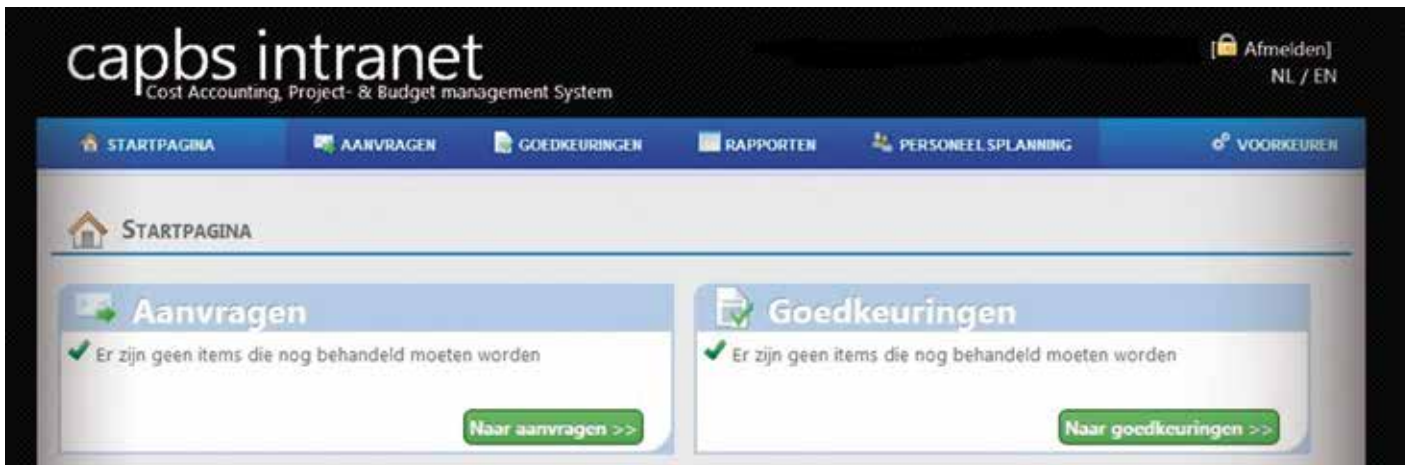 capbs intranet
Cost Accounting, Project- & Budget management System
[Afmelden]
NL / EN
STARTPAGINA AANVRAGEN GOEDKEURINGEN RAPPORTEN PERSONEELSPLANNING VOORKEUREN
STARTPAGINA
Aanvragen
Er zijn geen items die nog behandeld moeten worden
Naar aanvragen >>
Goedkeuringen
Er zijn geen items die nog behandeld moeten worden
Naar goedkeuringen >>